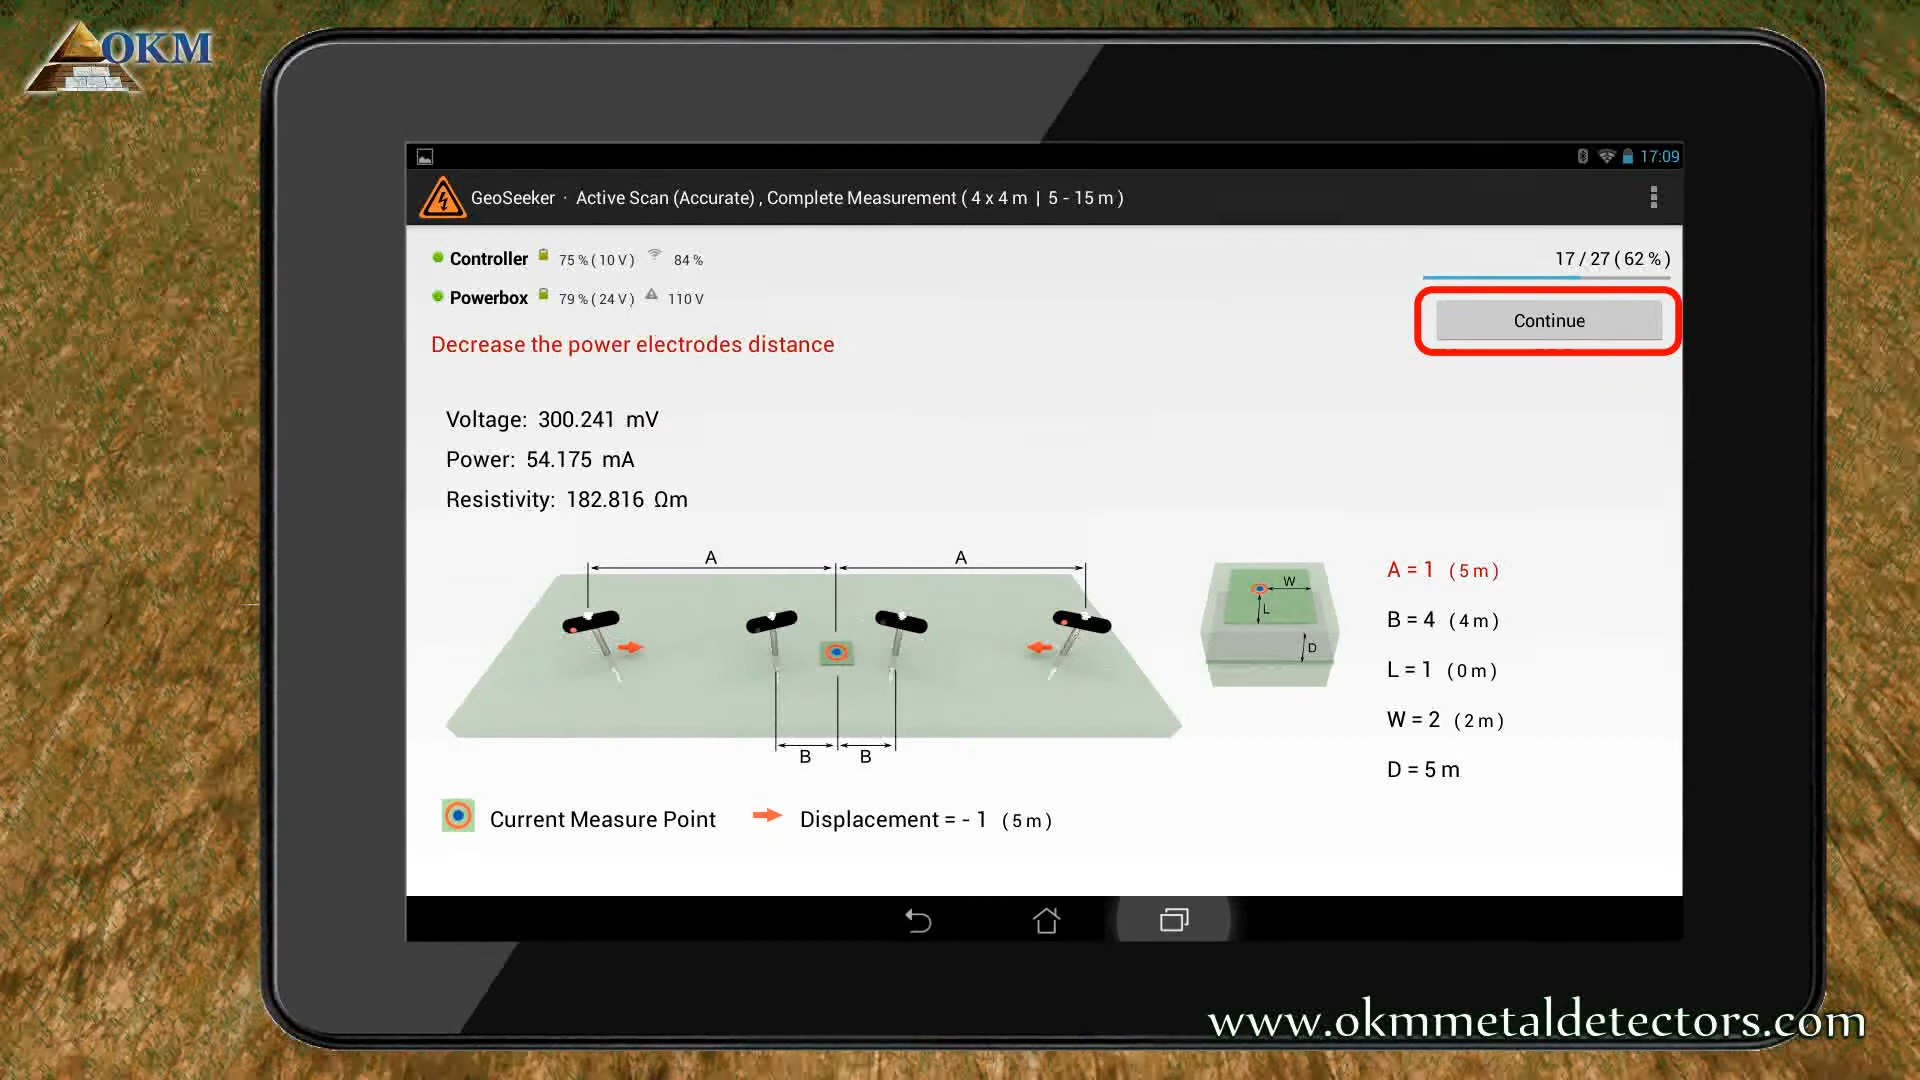 OKM
17:09
GeoSeeker · Active Scan (Accurate) , Complete Measurement ( 4 x 4 m | 5 - 15 m )
Controller 75 % ( 10 V ) 84 %
17 / 27 ( 62 % )
Powerbox 79 % ( 24 V ) 110 V
Continue
Decrease the power electrodes distance
Voltage: 300.241 mV
Power: 54.175 mA
Resistivity: 182.816 Ωm
A A
B B
W
L
D
A = 1 ( 5 m )
B = 4 ( 4 m )
L = 1 ( 0 m )
W = 2 ( 2 m )
D = 5 m
Current Measure Point
Displacement = - 1 ( 5 m )
www.okmmetaldetectors.com